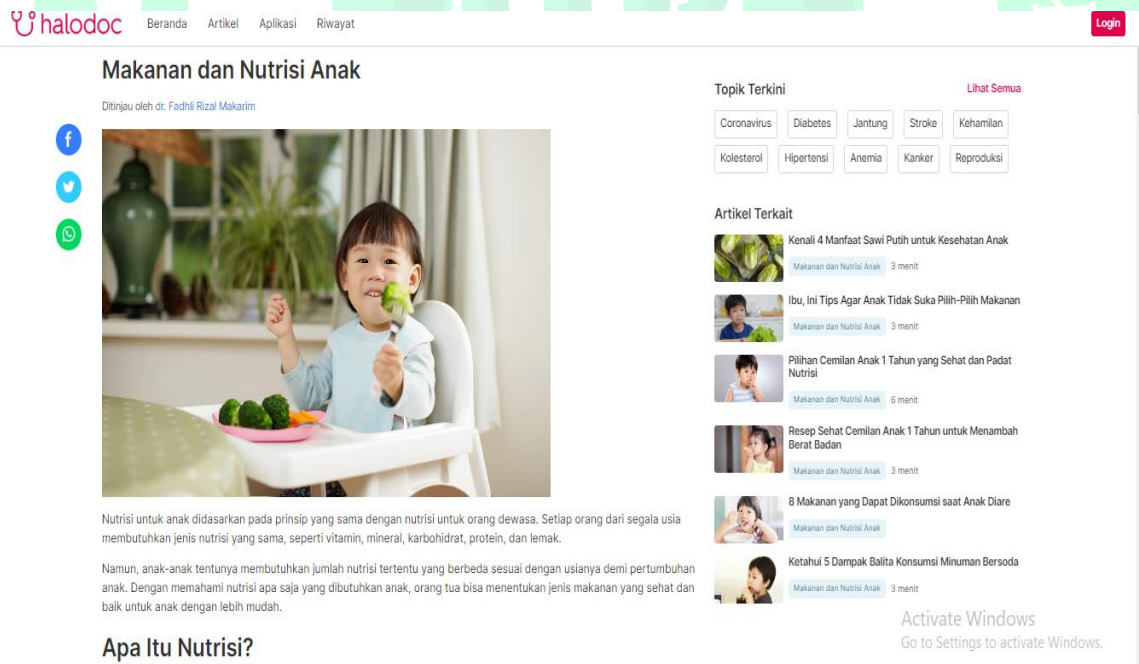 halodoc
Beranda Artikel Aplikasi Riwayat
Login
Makanan dan Nutrisi Anak
Ditinjau oleh dr. Fadhli Rizal Makarim
Nutrisi untuk anak didasarkan pada prinsip yang sama dengan nutrisi untuk orang dewasa. Setiap orang dari segala usia
membutuhkan jenis nutrisi yang sama, seperti vitamin, mineral, karbohidrat, protein, dan lemak.
Namun, anak-anak tentunya membutuhkan jumlah nutrisi tertentu yang berbeda sesuai dengan usianya demi pertumbuhan
anak. Dengan memahami nutrisi apa saja yang dibutuhkan anak, orang tua bisa menentukan jenis makanan yang sehat dan
baik untuk anak dengan lebih mudah.
Apa Itu Nutrisi?
Topik Terkini
Lihat Semua
Coronavirus Diabetes Jantung Stroke Kehamilan
Kolesterol Hipertensi Anemia Kanker Reproduksi
Artikel Terkait
Kenali 4 Manfaat Sawi Putih untuk Kesehatan Anak
Makanan dan Nutrisi Anak 3 menit
Ibu, Ini Tips Agar Anak Tidak Suka Pilih-Pilih Makanan
Makanan dan Nutrisi Anak 3 menit
Pilihan Cemilan Anak 1 Tahun yang Sehat dan Padat
Nutrisi
Makanan dan Nutrisi Anak 6 menit
Resep Sehat Cemilan Anak 1 Tahun untuk Menambah
Berat Badan
Makanan dan Nutrisi Anak 3 menit
8 Makanan yang Dapat Dikonsumsi saat Anak Diare
Makanan dan Nutrisi Anak
Ketahui 5 Dampak Balita Konsumsi Minuman Bersoda
Makanan dan Nutrisi Anak 3 menit
Activate Windows
Go to Settings to activate Windows.